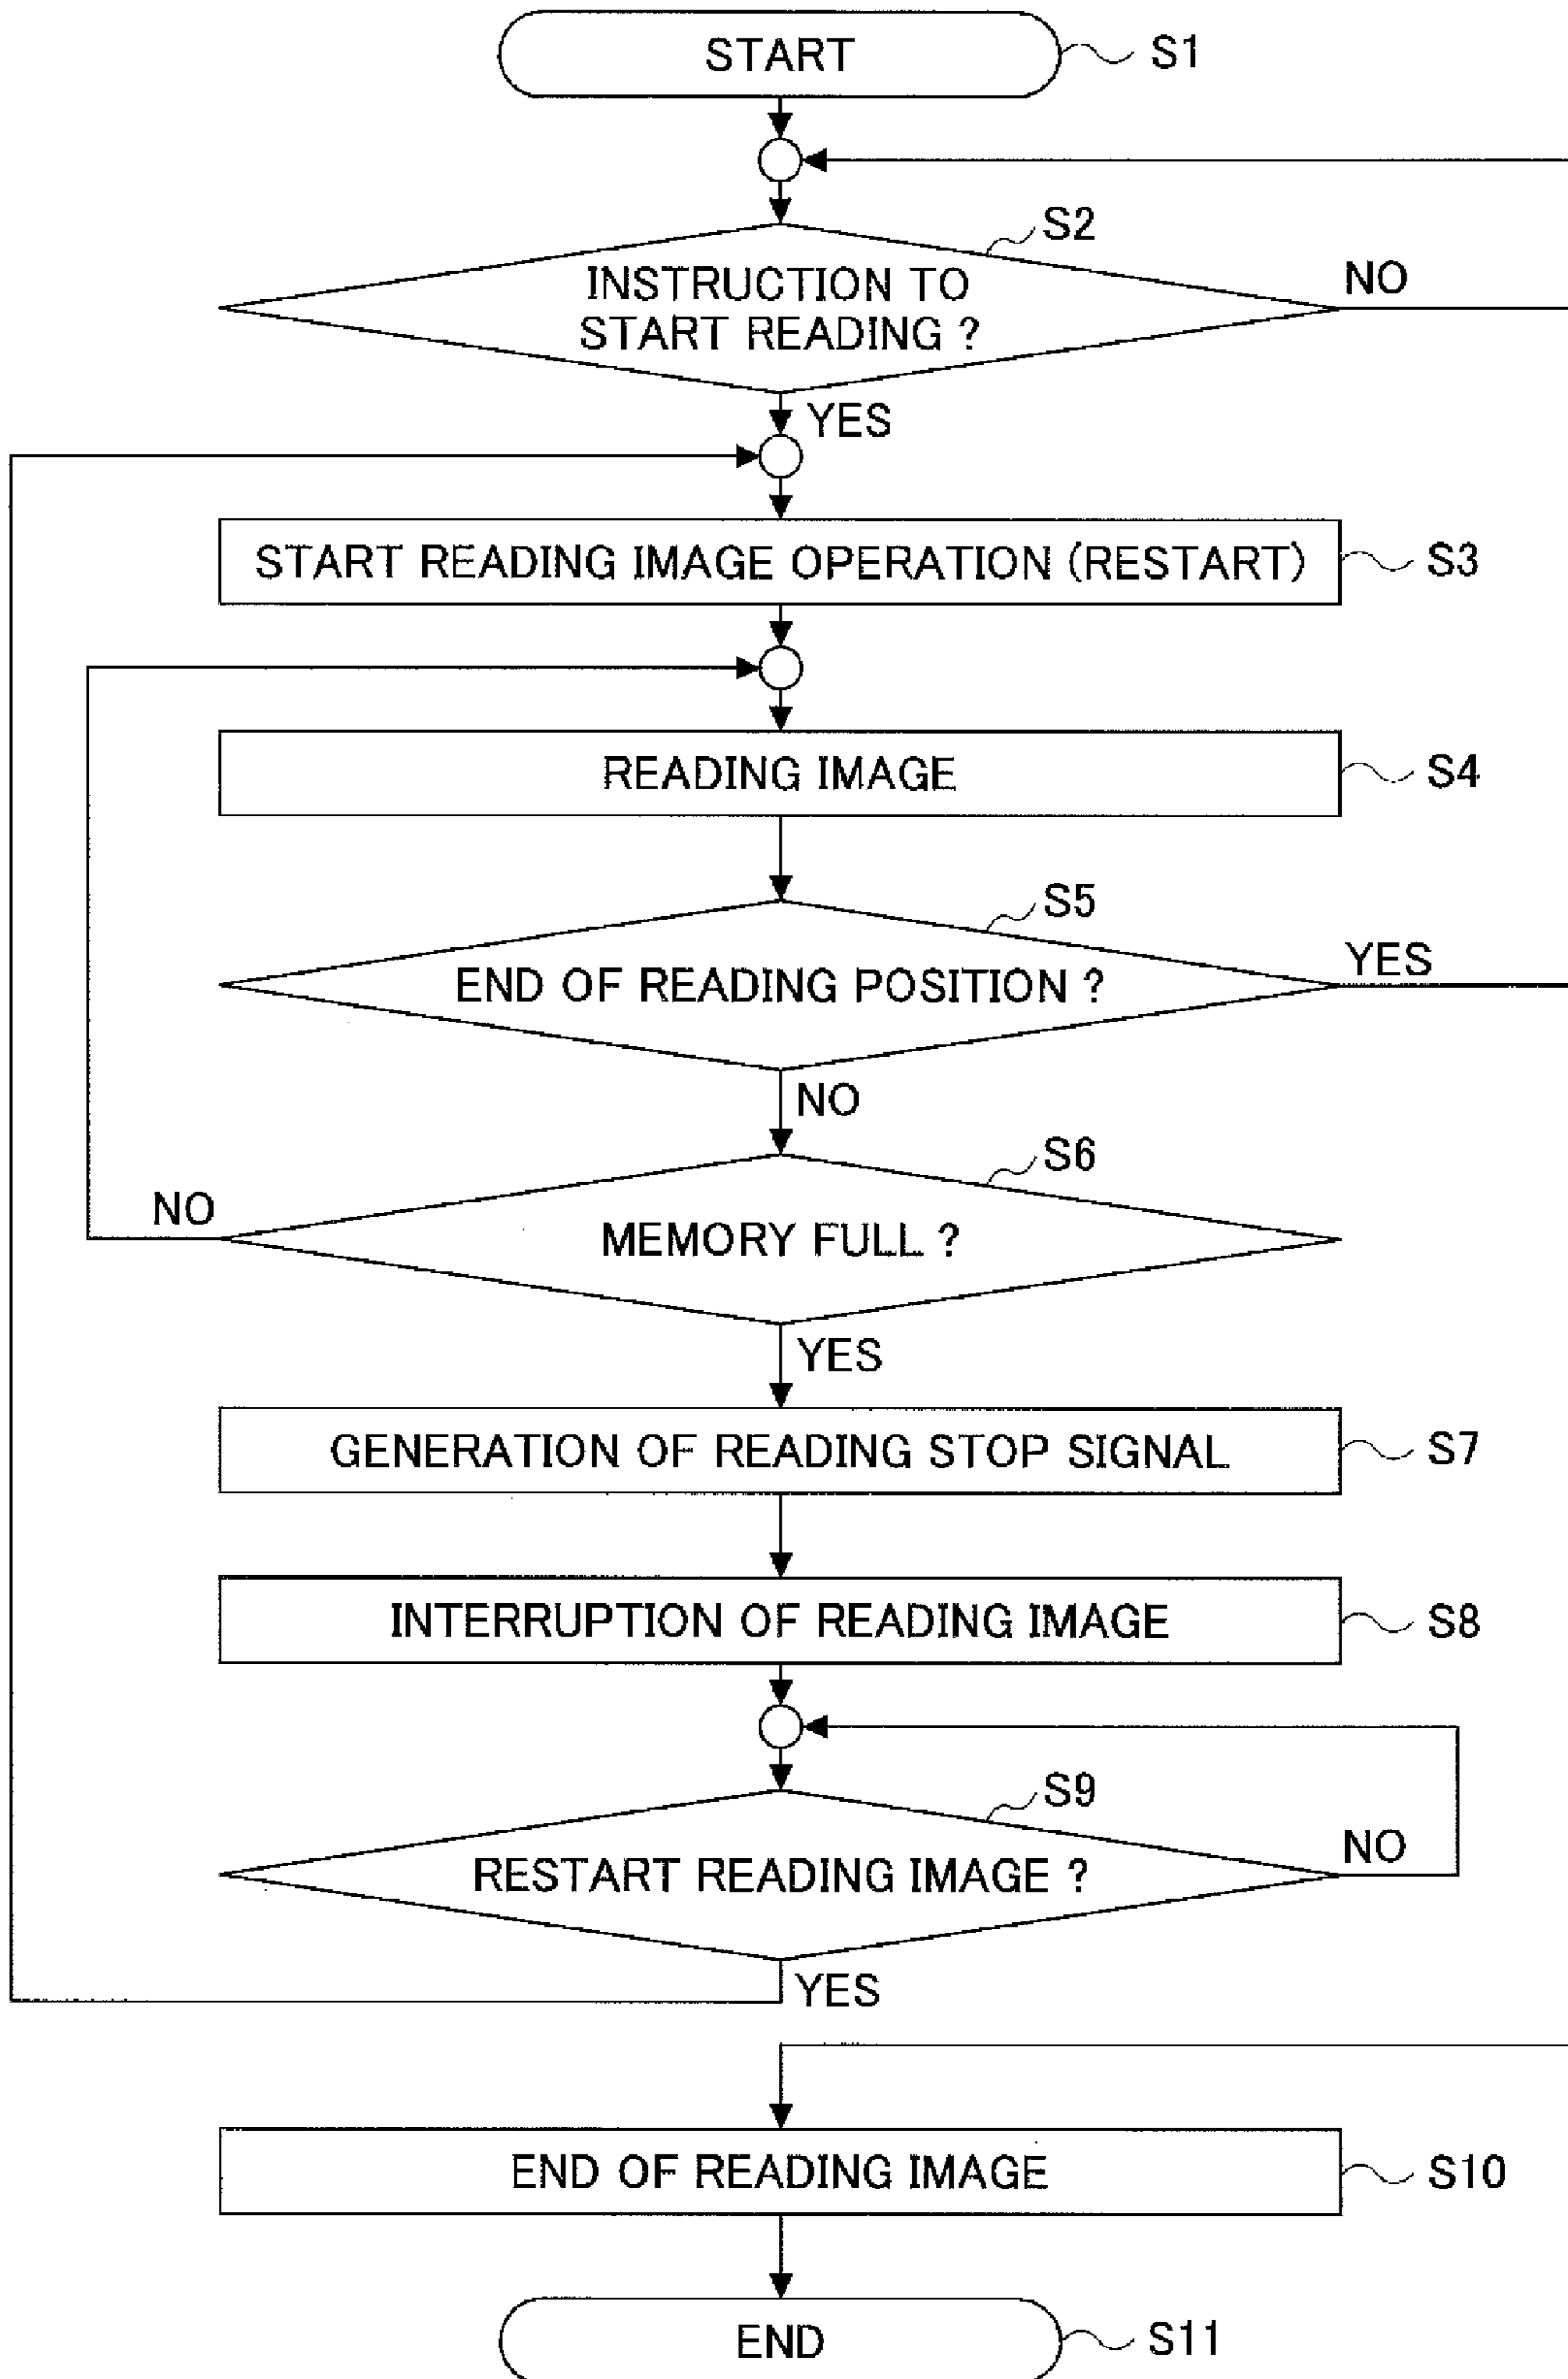 START
S1
S2
INSTRUCTION TO
START READING ?
NO
YES
START READING IMAGE OPERATION (RESTART)
S3
READING IMAGE
S4
S5
END OF READING POSITION ?
YES
NO
S6
NO
MEMORY FULL ?
YES
GENERATION OF READING STOP SIGNAL
S7
INTERRUPTION OF READING IMAGE
S8
S9
RESTART READING IMAGE ?
NO
YES
END OF READING IMAGE
S10
END
S11